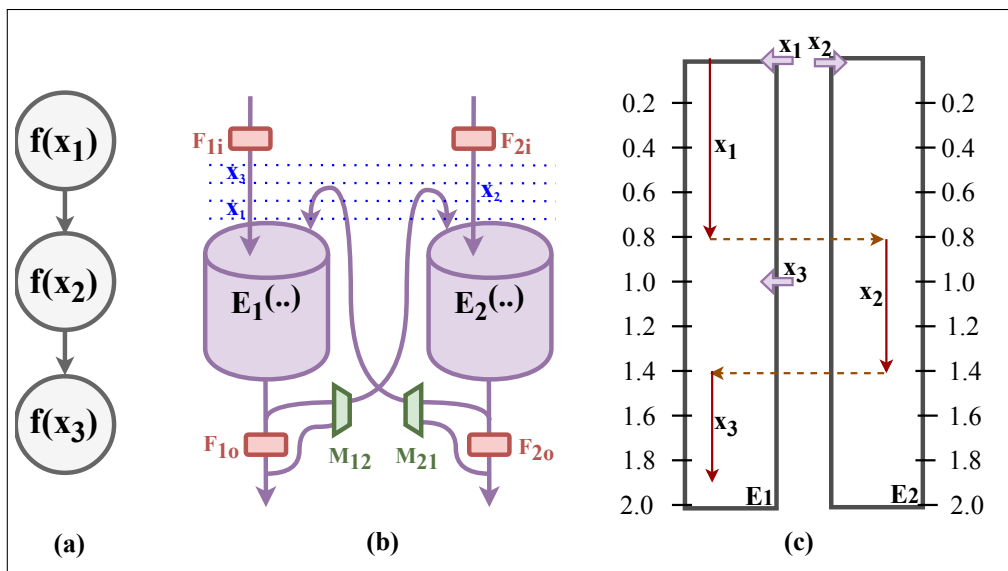 f(x1)
f(x2)
f(x3)
(a)
F1i
F2i
x3
x2
x1
E1(..)
E2(..)
F1o
M12
M21
F2o
(b)
x1 x2
0.2 0.2
0.4 0.4
x1
0.6 0.6
0.8 0.8
x3
1.0 1.0
x2
1.2 1.2
1.4 1.4
1.6 1.6
x3
1.8 1.8
2.0 E1 E2 2.0
(c)